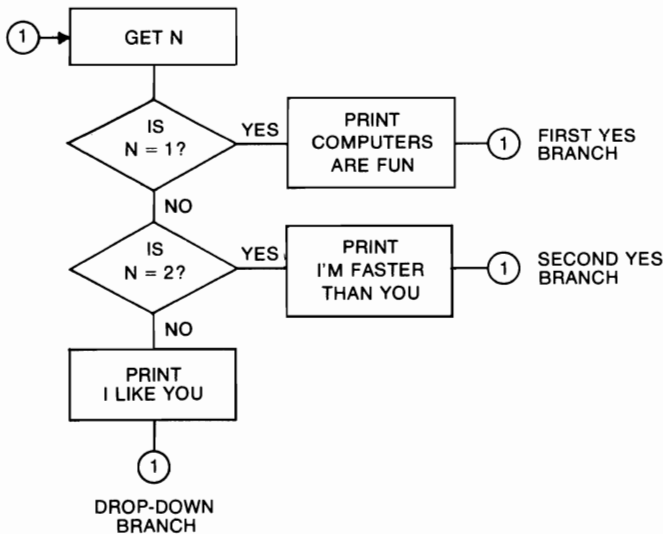 1
GET N
IS
N = 1?
YES
PRINT
COMPUTERS
ARE FUN
1
FIRST YES
BRANCH
NO
IS
N = 2?
YES
PRINT
I'M FASTER
THAN YOU
1
SECOND YES
BRANCH
NO
PRINT
I LIKE YOU
1
DROP-DOWN
BRANCH